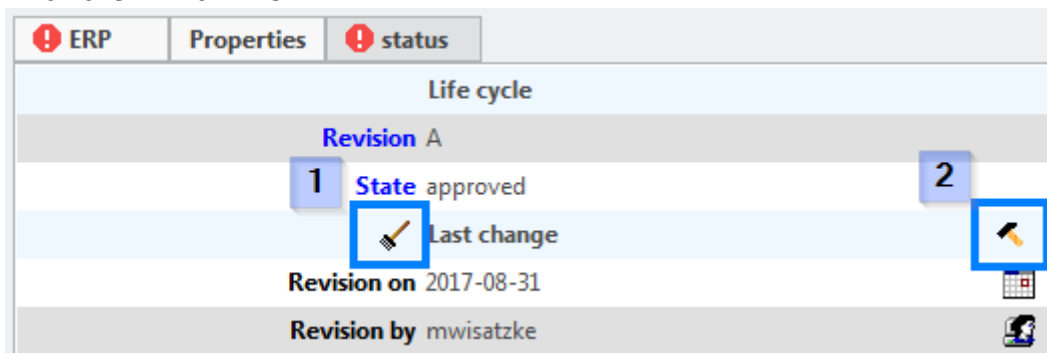 ERP Properties status
Life cycle
Revision A
1 State approved 2
Last change
Revision on 2017-08-31
Revision by mwisatzke